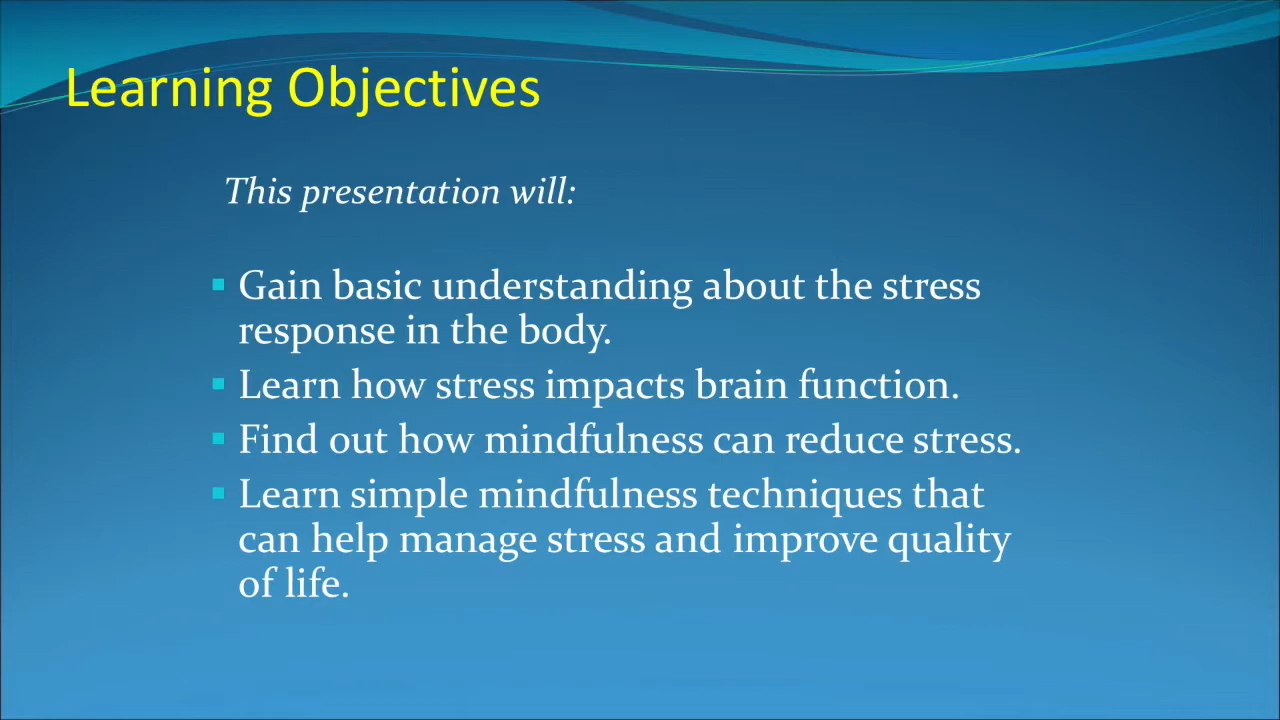 Learning Objectives
This presentation will:
Gain basic understanding about the stress
response in the body.
Learn how stress impacts brain function.
Find out how mindfulness can reduce stress.
Learn simple mindfulness techniques that
can help manage stress and improve quality
of life.